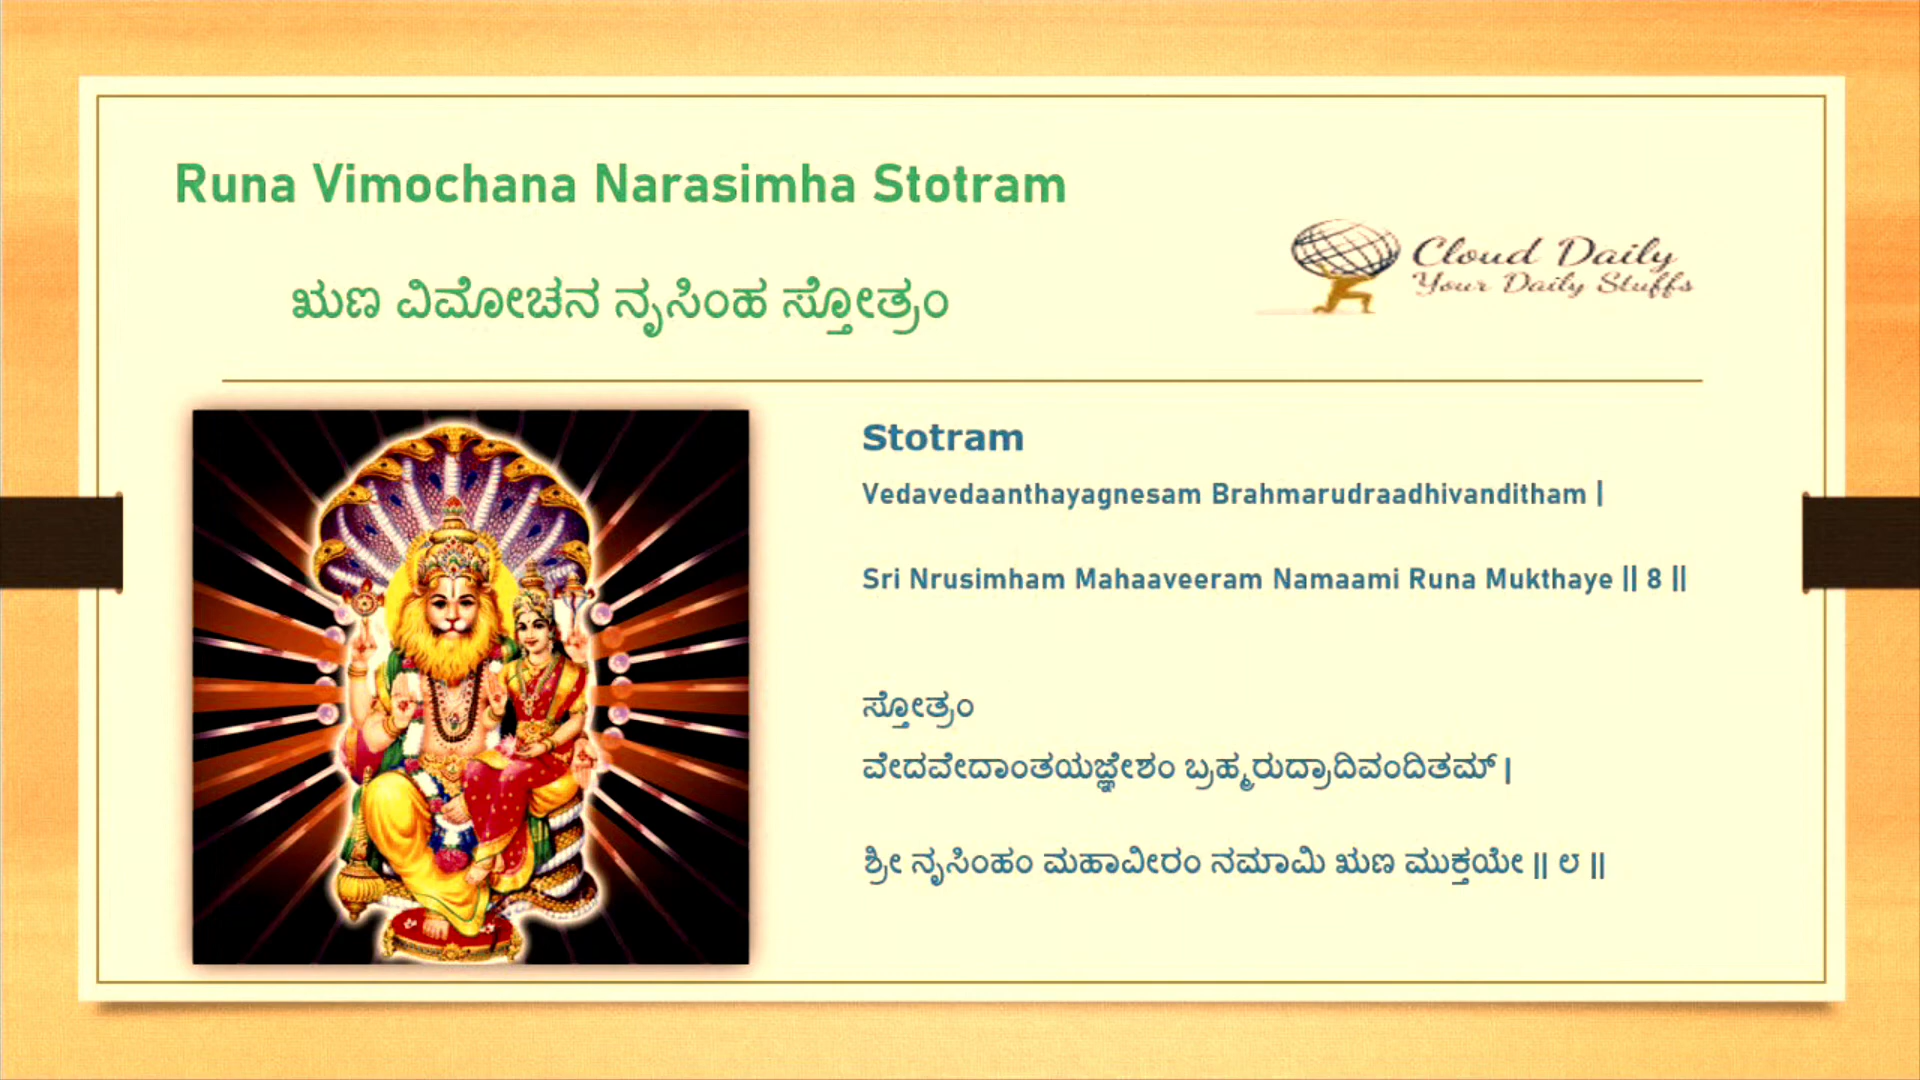 Runa Vimochana Narasimha Stotram
ಋಣ ವಿಮೋಚನ ನೃಸಿಂಹ ಸ್ತೋತ್ರಂ
Cloud Daily
Your Daily Stuffs
Stotram
Vedavedaanthayagnesam Brahmarudraadhivanditham |
Sri Nrusimham Mahaaveeram Namaami Runa Mukthaye || 8 ||
ಸ್ತೋತ್ರಂ
ವೇದವೇದಾಂತಯಜ್ಞೇಶಂ ಬ್ರಹ್ಮರುದ್ರಾದಿವಂದಿತಮ್ |
ಶ್ರೀ ನೃಸಿಂಹಂ ಮಹಾವೀರಂ ನಮಾಮಿ ಋಣ ಮುಕ್ತಯೇ || ೮ ||